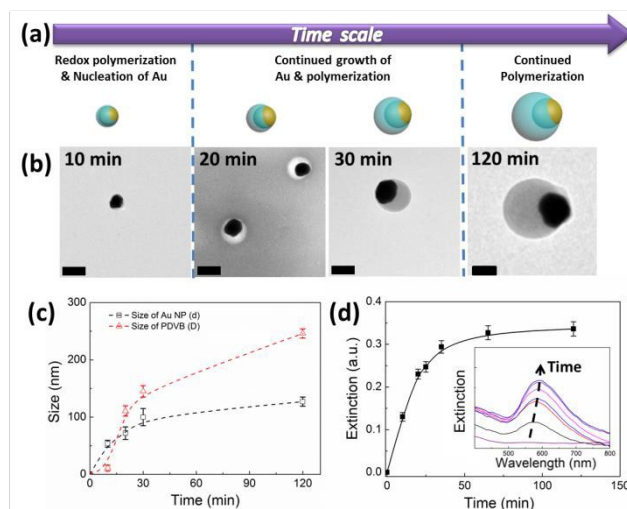 (a)
Time scale
Redox polymerization
& Nucleation of Au
Continued growth of
Au & polymerization
Continued
Polymerization
(b)
10 min
20 min
30 min
120 min
(c)
300
250
200
150
100
50
0
Size (nm)
Size of Au NP (d)
Size of PDVB (D)
0 30 60 90 120
Time (min)
(d)
0.4
0.3
0.2
0.1
0.0
Extinction (a.u.)
0 50 100 150
Time (min)
Time
Extinction
500 600 700 800
Wavelength (nm)